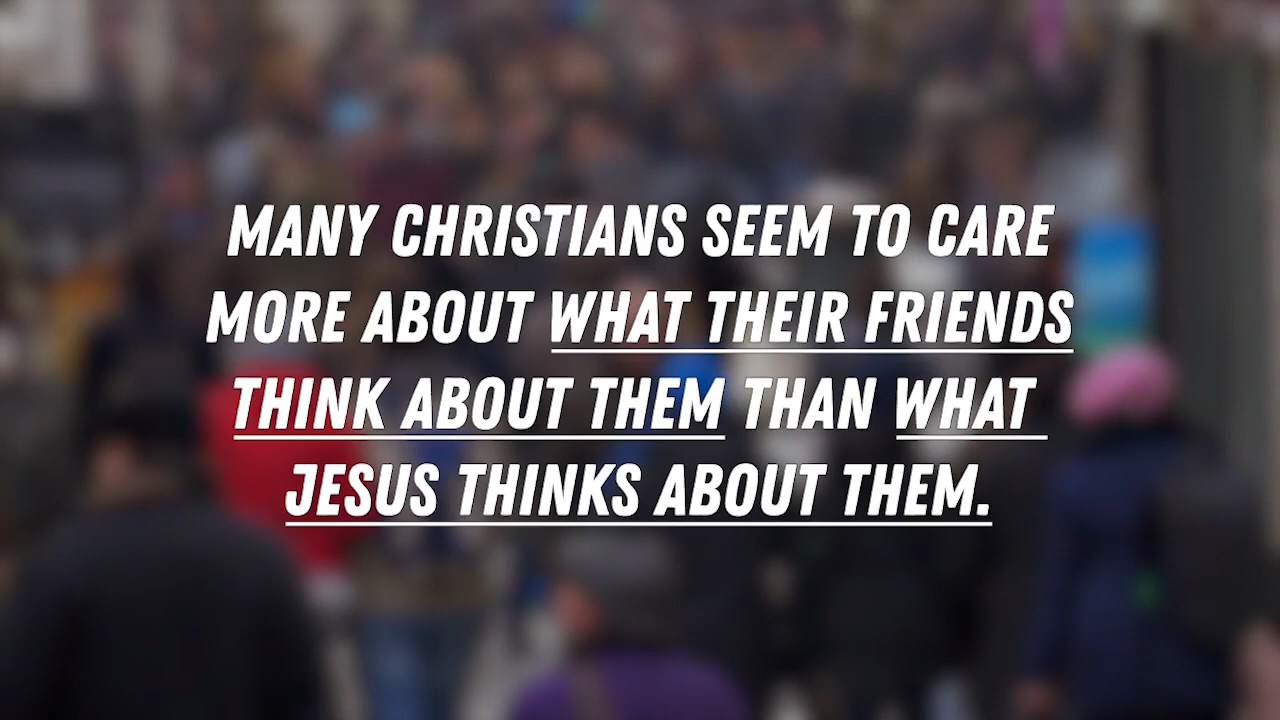 MANY CHRISTIANS SEEM TO CARE
MORE ABOUT WHAT THEIR FRIENDS
THINK ABOUT THEM THAN WHAT
JESUS THINKS ABOUT THEM.